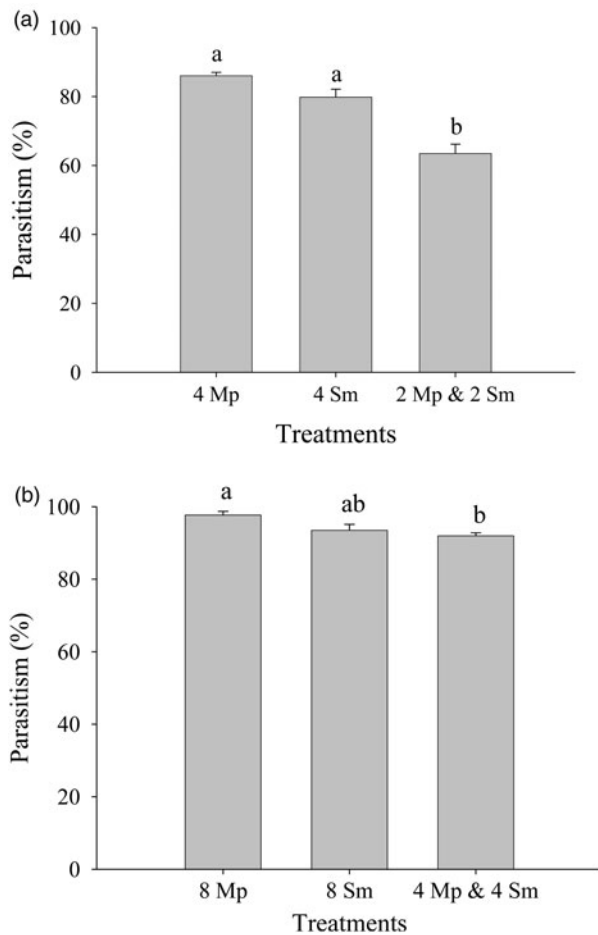 (a)
100
80
60
40
20
0
Parasitism (%)
a
a
b
4 Mp
4 Sm
2 Mp & 2 Sm
Treatments
(b)
100
80
60
40
20
0
Parasitism (%)
a
ab
b
8 Mp
8 Sm
4 Mp & 4 Sm
Treatments